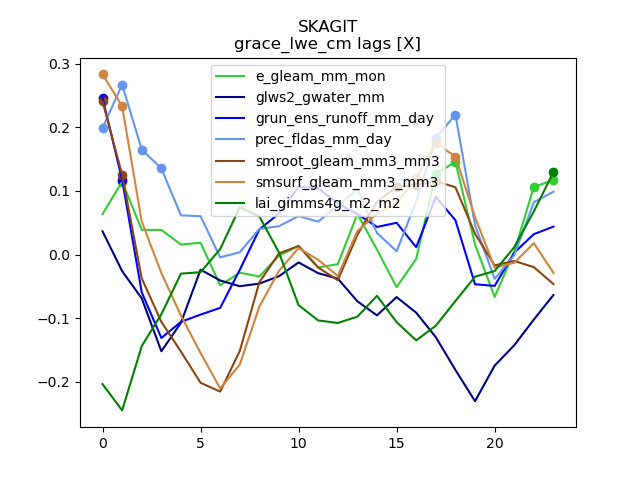 SKAGIT
grace_lwe_cm lags [X]
e_gleam_mm_mon
glws2_gwater_mm
grun_ens_runoff_mm_day
prec_fldas_mm_day
smroot_gleam_mm3_mm3
smsurf_gleam_mm3_mm3
lai_gimms4g_m2_m2
0.3
0.2
0.1
0.0
−0.1
−0.2
0 5 10 15 20